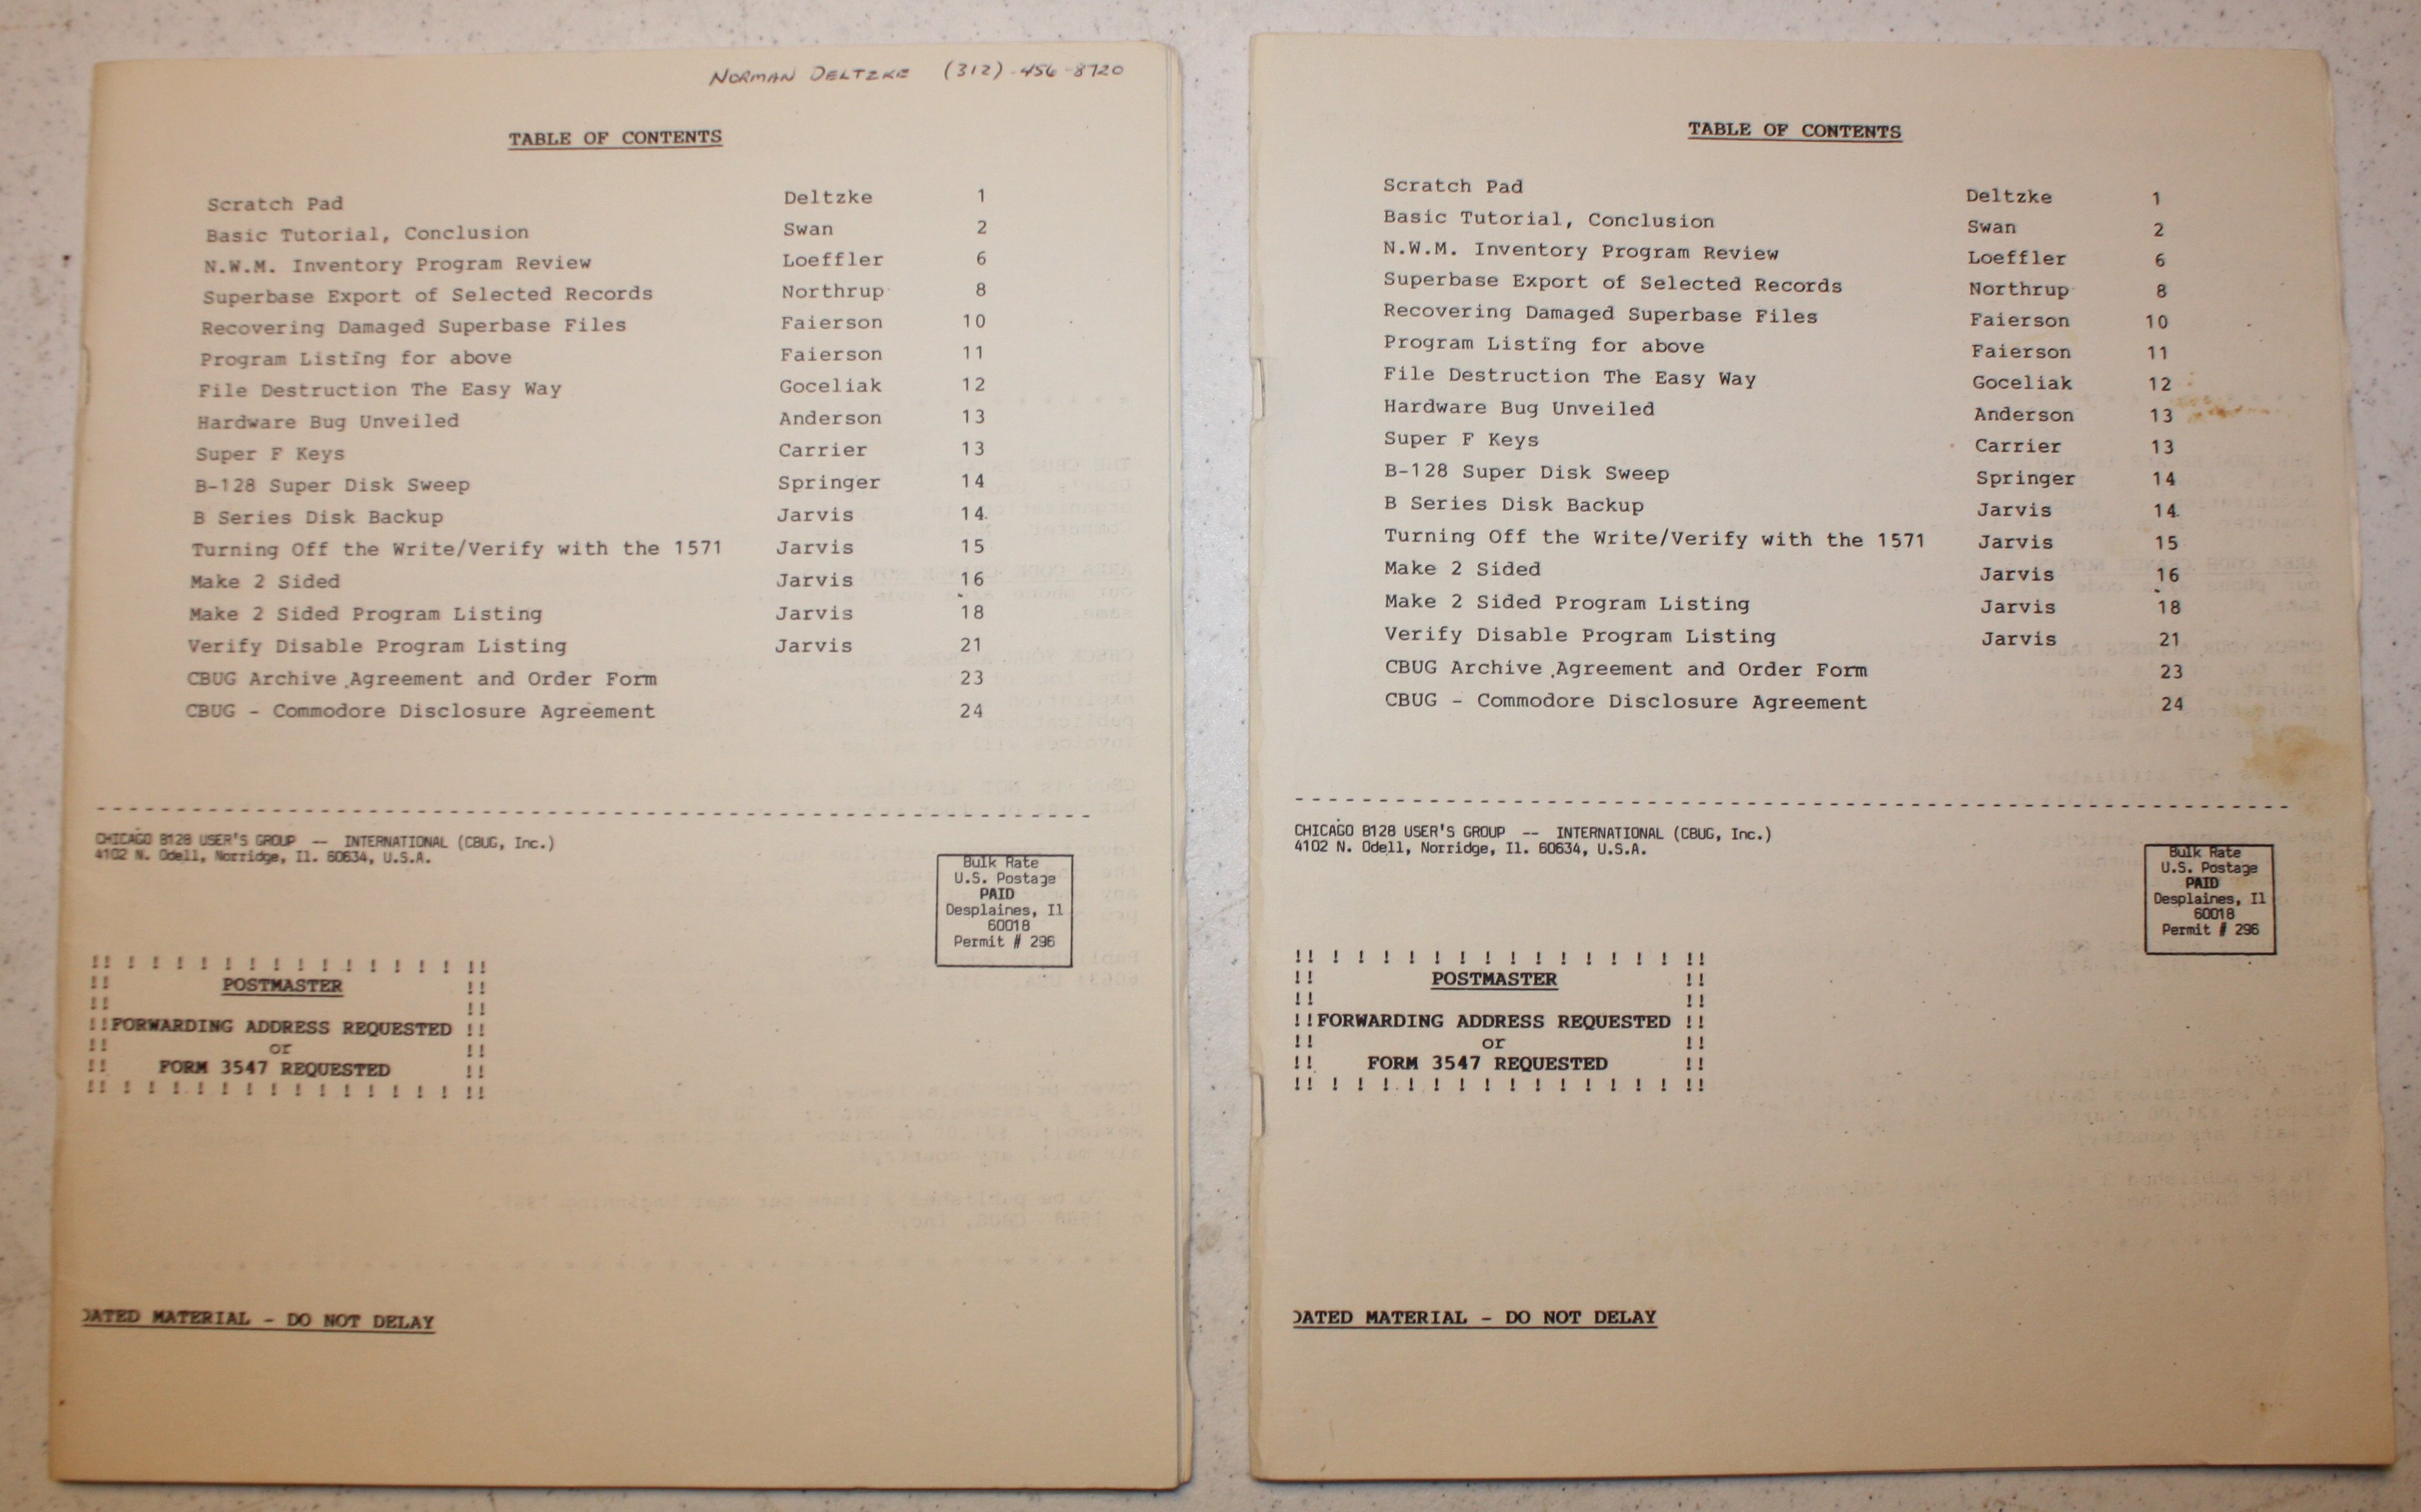 NORMAN DELTZKE (312)-456-8720
TABLE OF CONTENTS
Scratch Pad Deltzke 1
Basic Tutorial, Conclusion Swan 2
N.W.M. Inventory Program Review Loeffler 6
Superbase Export of Selected Records Northrup 8
Recovering Damaged Superbase Files Faierson 10
Program Listing for above Faierson 11
File Destruction The Easy Way Goceliak 12
Hardware Bug Unveiled Anderson 13
Super F Keys Carrier 13
B-128 Super Disk Sweep Springer 14
B Series Disk Backup Jarvis 14
Turning Off the Write/Verify with the 1571 Jarvis 15
Make 2 Sided Jarvis 16
Make 2 Sided Program Listing Jarvis 18
Verify Disable Program Listing Jarvis 21
CBUG Archive Agreement and Order Form 23
CBUG - Commodore Disclosure Agreement 24
CHICAGO B128 USER'S GROUP -- INTERNATIONAL (CBUG, Inc.)
4102 N. Odell, Norridge, Il. 60634, U.S.A.
Bulk Rate
U.S. Postage
PAID
Desplaines, Il
60018
Permit # 296
!! ! ! ! ! ! ! ! ! ! ! ! ! ! ! !!
!! POSTMASTER !!
!! !!
!!FORWARDING ADDRESS REQUESTED !!
!! or !!
!! FORM 3547 REQUESTED !!
!! ! ! ! ! ! ! ! ! ! ! ! ! ! ! !!
DATED MATERIAL - DO NOT DELAY
TABLE OF CONTENTS
Scratch Pad Deltzke 1
Basic Tutorial, Conclusion Swan 2
N.W.M. Inventory Program Review Loeffler 6
Superbase Export of Selected Records Northrup 8
Recovering Damaged Superbase Files Faierson 10
Program Listing for above Faierson 11
File Destruction The Easy Way Goceliak 12
Hardware Bug Unveiled Anderson 13
Super F Keys Carrier 13
B-128 Super Disk Sweep Springer 14
B Series Disk Backup Jarvis 14
Turning Off the Write/Verify with the 1571 Jarvis 15
Make 2 Sided Jarvis 16
Make 2 Sided Program Listing Jarvis 18
Verify Disable Program Listing Jarvis 21
CBUG Archive Agreement and Order Form 23
CBUG - Commodore Disclosure Agreement 24
CHICAGO B128 USER'S GROUP -- INTERNATIONAL (CBUG, Inc.)
4102 N. Odell, Norridge, Il. 60634, U.S.A.
Bulk Rate
U.S. Postage
PAID
Desplaines, Il
60018
Permit # 296
!! ! ! ! ! ! ! ! ! ! ! ! ! ! ! !!
!! POSTMASTER !!
!! !!
!!FORWARDING ADDRESS REQUESTED !!
!! or !!
!! FORM 3547 REQUESTED !!
!! ! ! ! ! ! ! ! ! ! ! ! ! ! ! !!
DATED MATERIAL - DO NOT DELAY